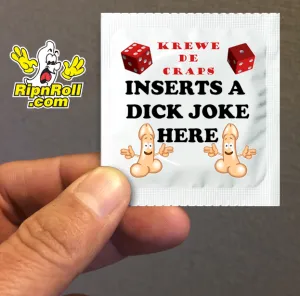 RipnRoll
.com
KREWE
DE
CRAPS
INSERTS A
DICK JOKE
HERE